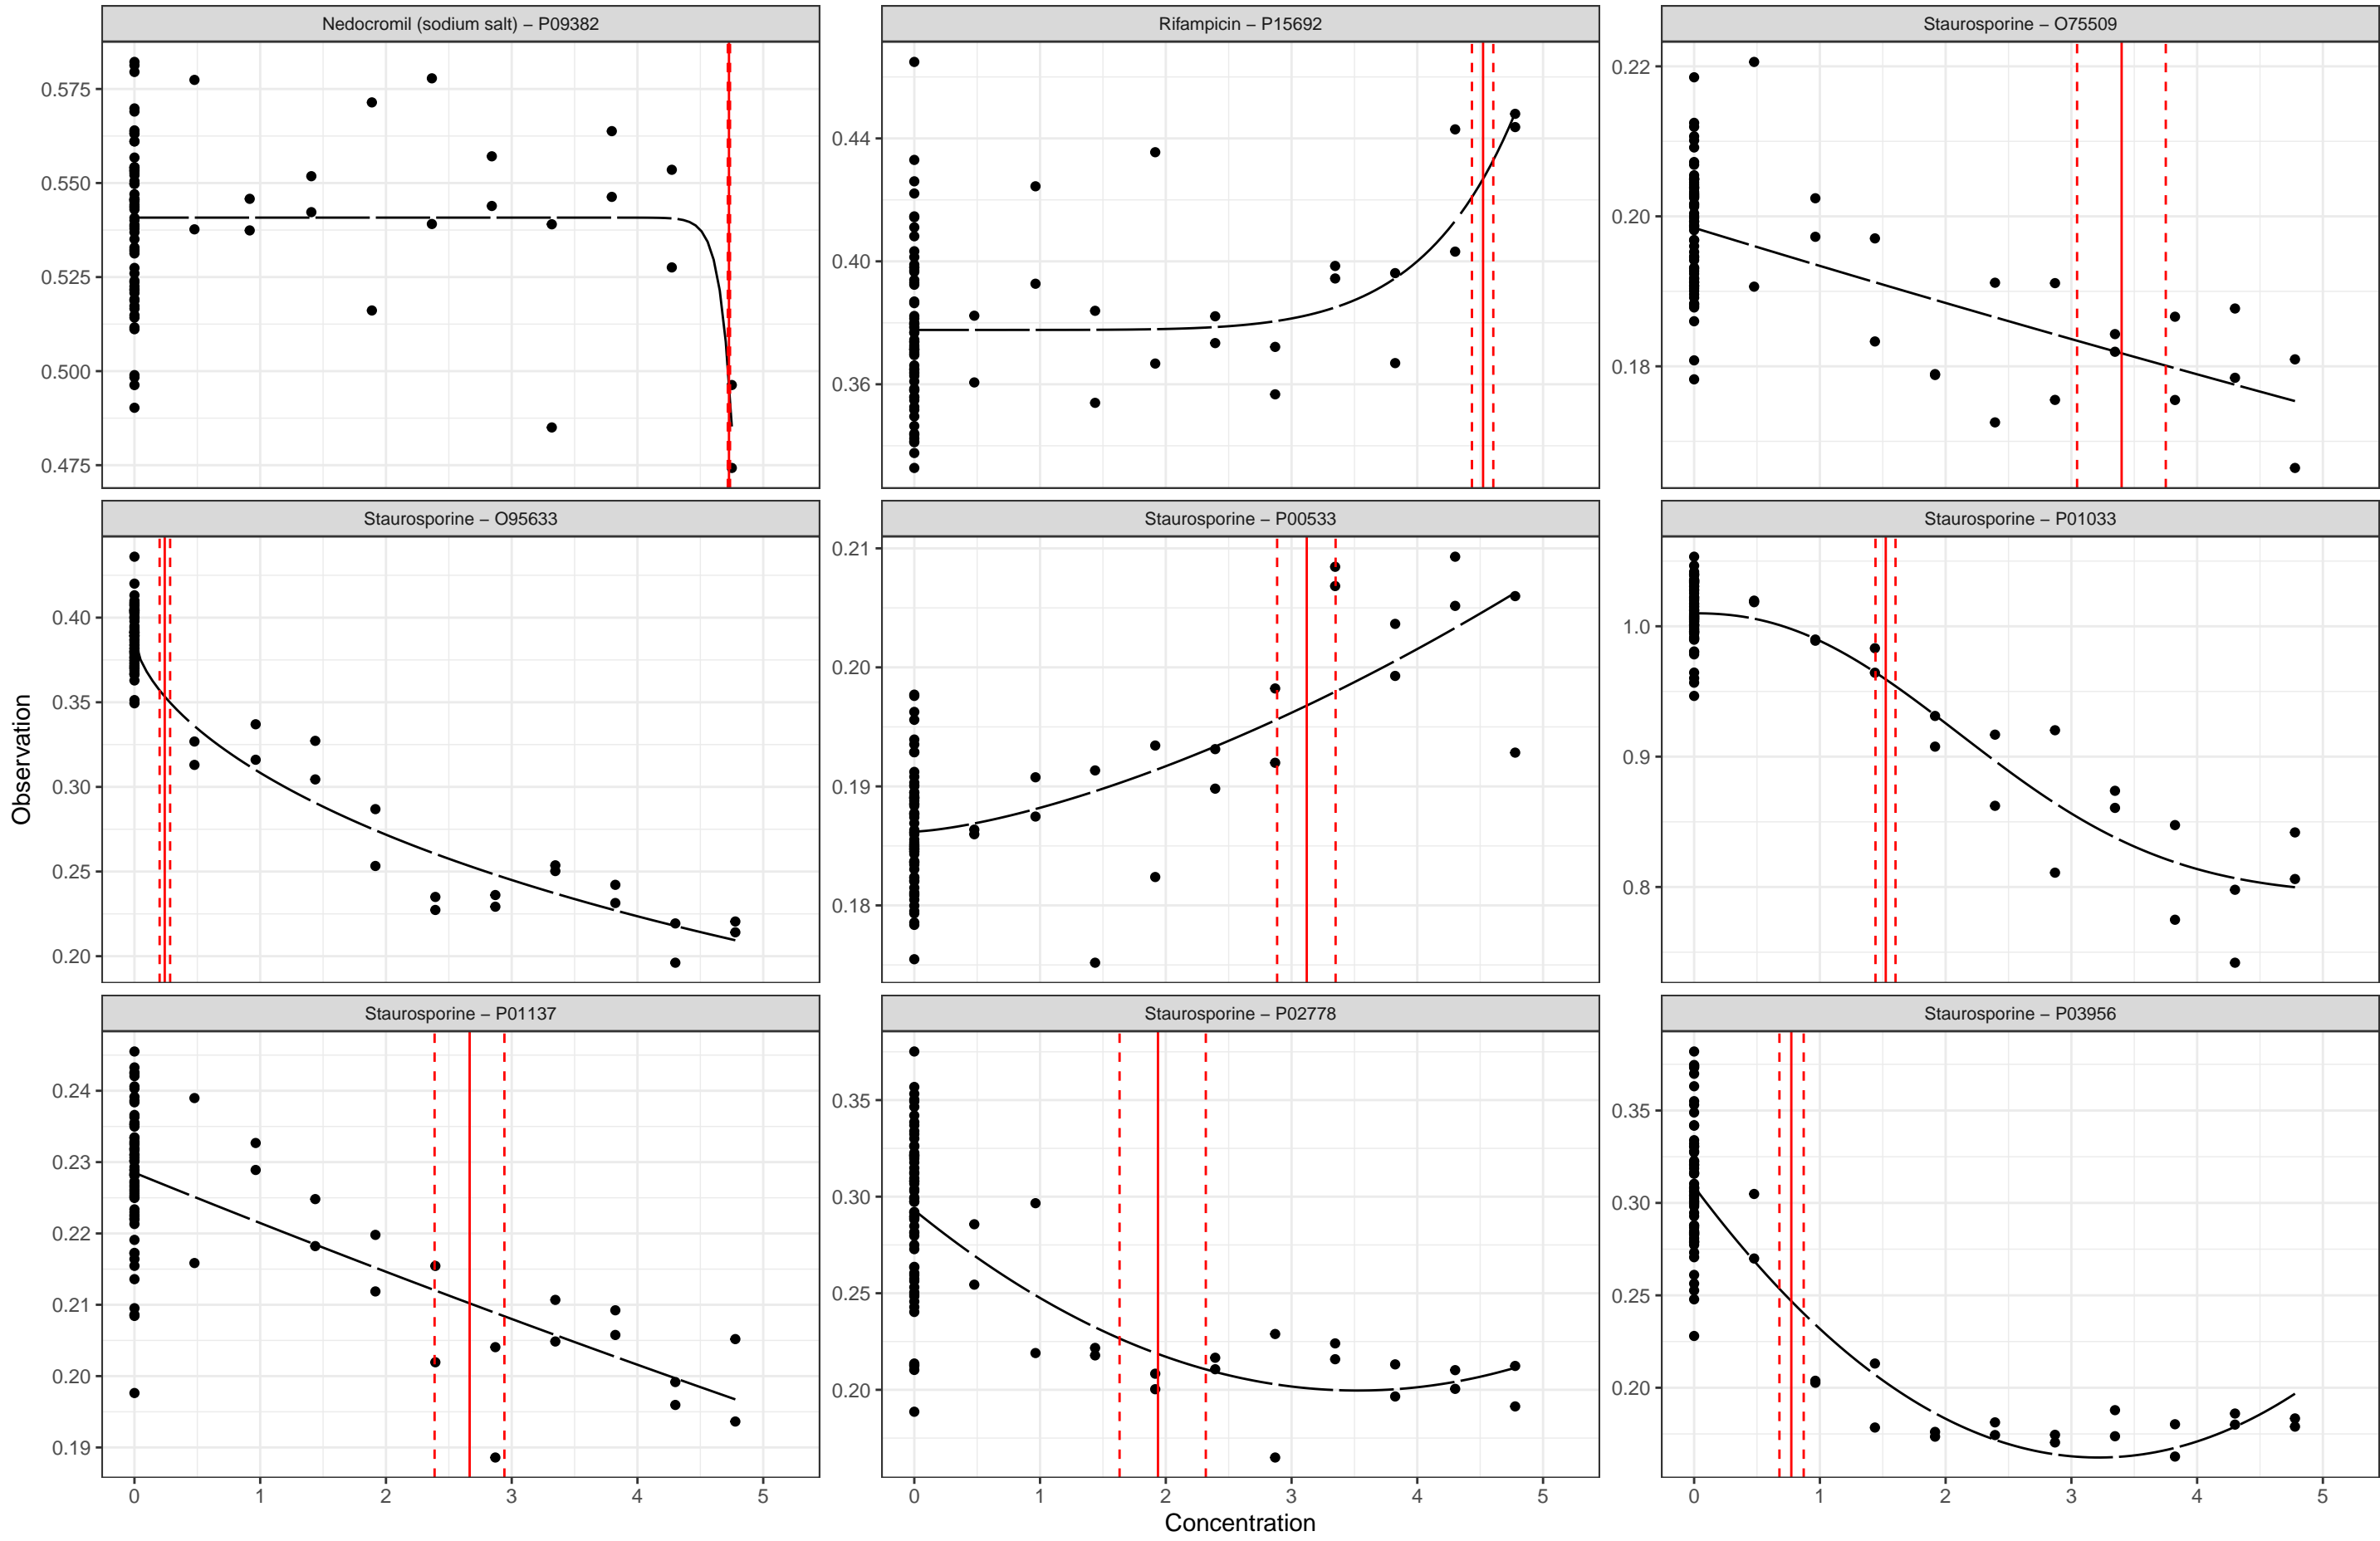 Nedocromil (sodium salt) – P09382
Rifampicin – P15692
Staurosporine – O75509
0.575
0.550
0.525
0.500
0.475
0.44
0.40
0.36
0.22
0.20
0.18
Staurosporine – O95633
Staurosporine – P00533
Staurosporine – P01033
Observation
0.40
0.35
0.30
0.25
0.20
0.21
0.20
0.19
0.18
1.0
0.9
0.8
Staurosporine – P01137
Staurosporine – P02778
Staurosporine – P03956
0.24
0.23
0.22
0.21
0.20
0.19
0.35
0.30
0.25
0.20
0.35
0.30
0.25
0.20
0 1 2 3 4 5
0 1 2 3 4 5
0 1 2 3 4 5
Concentration